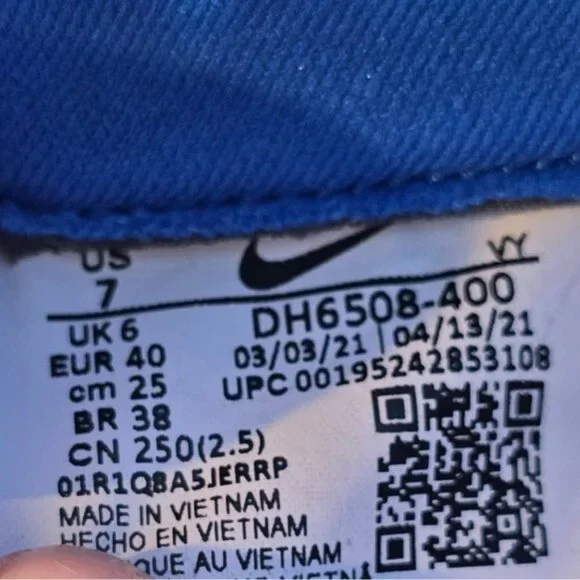 US VY
7 DH6508-400
UK 6 03/03/21 | 04/13/21
EUR 40 UPC 00195242853108
cm 25
BR 38
CN 250(2.5)
01R1Q8A5JERRP
MADE IN VIETNAM
HECHO EN VIETNAM
QUE AU VIETNAM